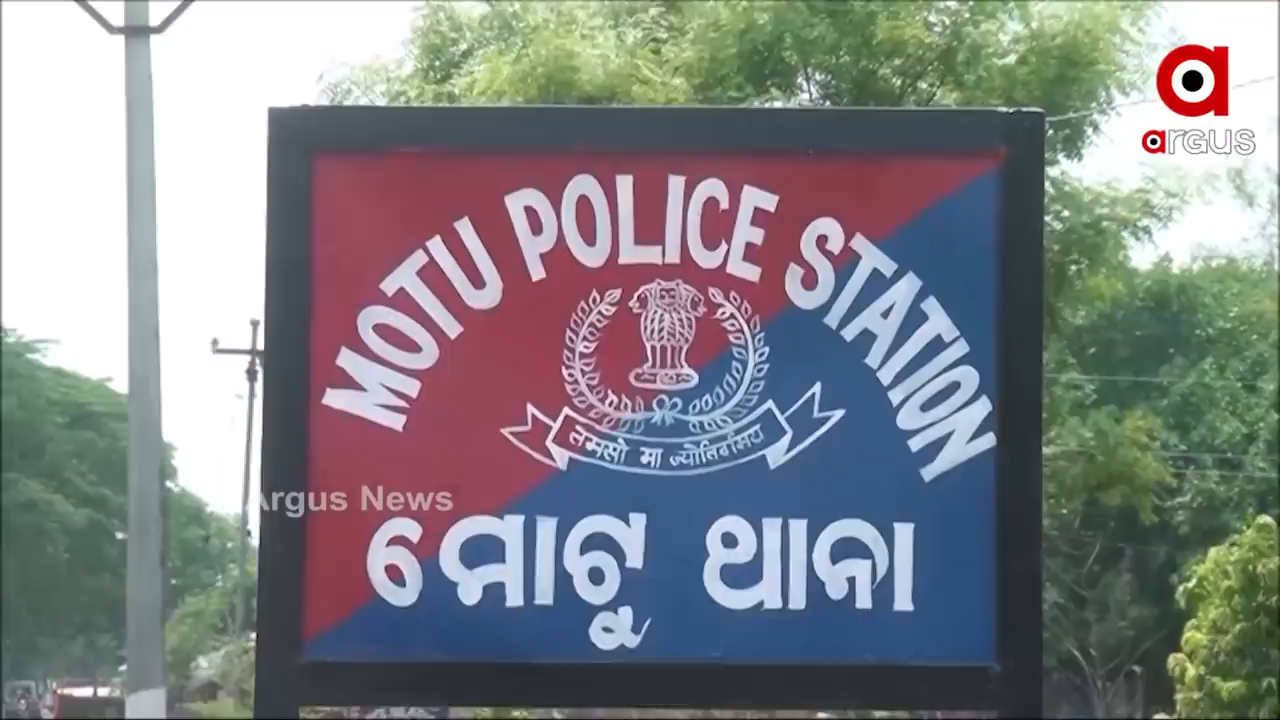 argus
MOTU POLICE STATION
तमसो मा ज्योतिर्गमय
Argus News
ମୋଟୁ ଥାନା